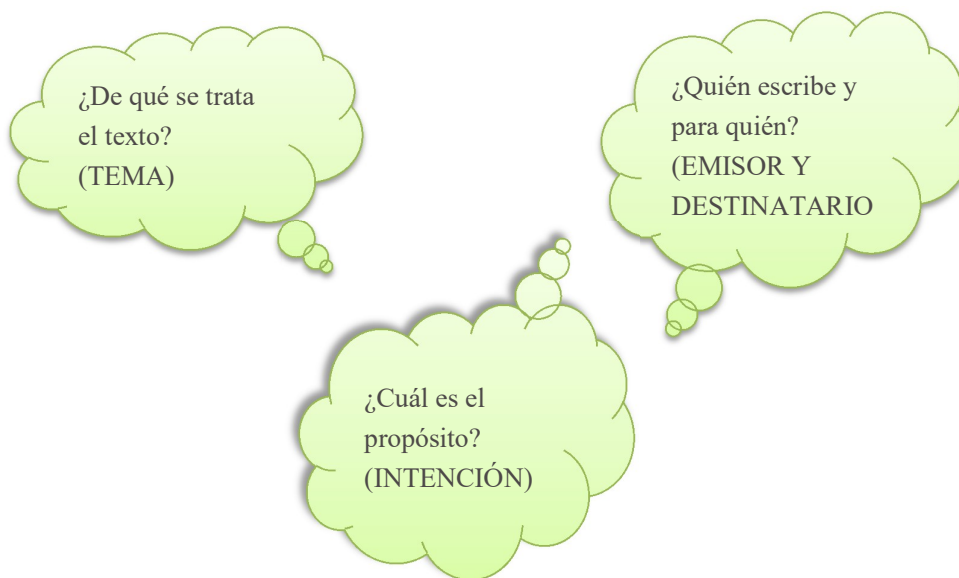 ¿De qué se trata
el texto?
(TEMA)
¿Quién escribe y
para quién?
(EMISOR Y
DESTINATARIO
¿Cuál es el
propósito?
(INTENCIÓN)